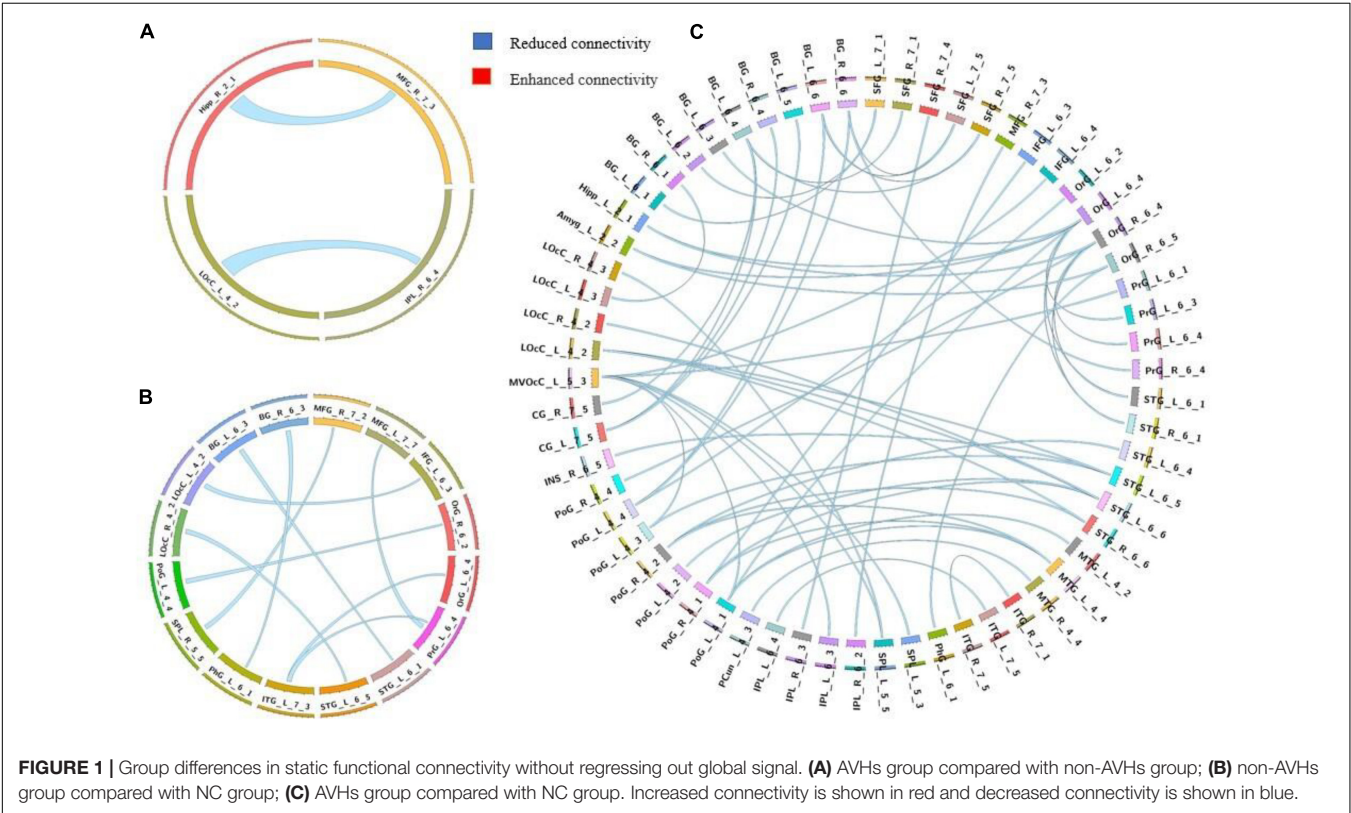 A
Hipp_R_2_1
MFG_R_7_3
LOcC_L_4_2
IPL_R_6_4
Reduced connectivity
Enhanced connectivity
B
BG_R_6_3
MFG_R_7_2
MFG_L_7_7
IFG_L_6_3
OrG_R_6_2
OrG_L_6_4
PrG_L_6_4
STG_L_6_1
STG_L_6_5
ITG_L_7_3
PhG_L_6_1
SPL_R_5_5
PoG_L_4_4
LOcC_R_4_2
LOcC_L_4_2
BG_L_6_3
C
SFG_L_7_1
SFG_R_7_1
SFG_R_7_4
SFG_L_7_5
SFG_R_7_5
MFG_R_7_3
IFG_L_6_3
IFG_L_6_4
OrG_L_6_2
OrG_L_6_4
OrG_R_6_4
OrG_R_6_5
PrG_L_6_1
PrG_L_6_3
PrG_L_6_4
PrG_R_6_4
STG_L_6_1
STG_R_6_1
STG_L_6_4
STG_L_6_5
STG_L_6_6
STG_R_6_6
MTG_L_4_2
MTG_L_4_4
MTG_R_4_4
ITG_R_7_1
ITG_L_7_5
ITG_R_7_5
PhG_L_6_1
SPL_L_5_3
SPL_L_5_5
IPL_R_6_2
IPL_L_6_3
IPL_R_6_3
IPL_L_6_4
PCun_L_4_3
PoG_L_4_1
PoG_R_4_1
PoG_L_4_2
PoG_R_4_2
PoG_L_4_3
PoG_L_4_4
PoG_R_4_4
INS_R_6_5
CG_L_7_5
CG_R_7_5
MVOcC_L_5_3
LOcC_L_4_2
LOcC_R_4_2
LOcC_L_4_3
LOcC_R_4_3
Amyg_L_2_2
Hipp_L_2_1
BG_L_6_1
BG_R_6_1
BG_L_6_2
BG_L_6_3
BG_L_6_4
BG_R_6_4
BG_L_6_5
BG_L_6_6
BG_R_6_6
FIGURE 1 | Group differences in static functional connectivity without regressing out global signal. (A) AVHs group compared with non-AVHs group; (B) non-AVHs
group compared with NC group; (C) AVHs group compared with NC group. Increased connectivity is shown in red and decreased connectivity is shown in blue.